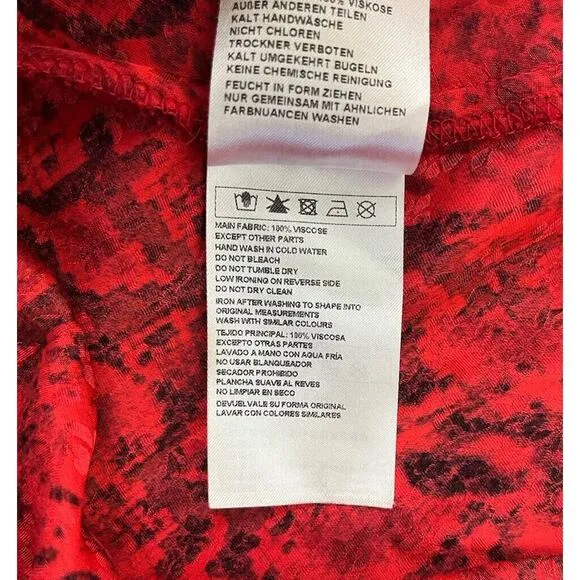 100% VISKOSE
AUßER ANDEREN TEILEN
KALT HANDWÄSCHE
NICHT CHLOREN
TROCKNER VERBOTEN
KALT UMGEKEHRT BUGELN
KEINE CHEMISCHE REINIGUNG
FEUCHT IN FORM ZIEHEN
NUR GEMEINSAM MIT ÄHNLICHEN
FARBNUANCEN WASHEN
MAIN FABRIC: 100% VISCOSE
EXCEPT OTHER PARTS
HAND WASH IN COLD WATER
DO NOT BLEACH
DO NOT TUMBLE DRY
LOW IRONING ON REVERSE SIDE
DO NOT DRY CLEAN
IRON AFTER WASHING TO SHAPE INTO
ORIGINAL MEASUREMENTS
WASH WITH SIMILAR COLOURS
TEJIDO PRINCIPAL: 100% VISCOSA
EXCEPTO OTRAS PARTES
LAVADO A MANO CON AGUA FRÍA
NO USAR BLANQUEADOR
SECADOR PROHIBIDO
PLANCHA SUAVE AL REVES
NO LIMPIAR EN SECO
DEVUELVALE SU FORMA ORIGINAL
LAVAR CON COLORES SIMILARES